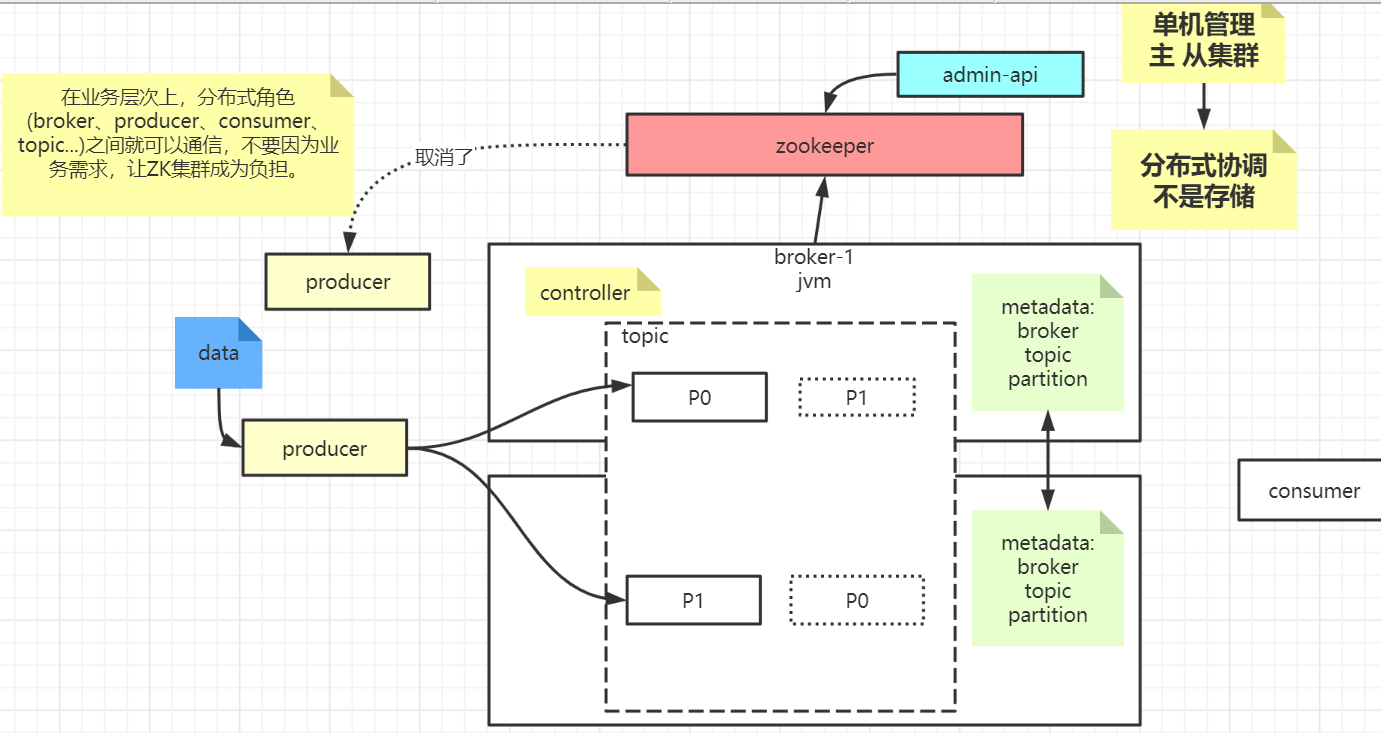 单机管理
主 从集群
admin-api
在业务层次上，分布式角色
(broker、producer、consumer、
topic...)之间就可以通信，不要因为业
务需求，让ZK集群成为负担。
取消了
zookeeper
分布式协调
不是存储
broker-1
jvm
producer
controller
metadata:
broker
topic
partition
topic
data
P0
P1
producer
consumer
metadata:
broker
topic
partition
P1
P0